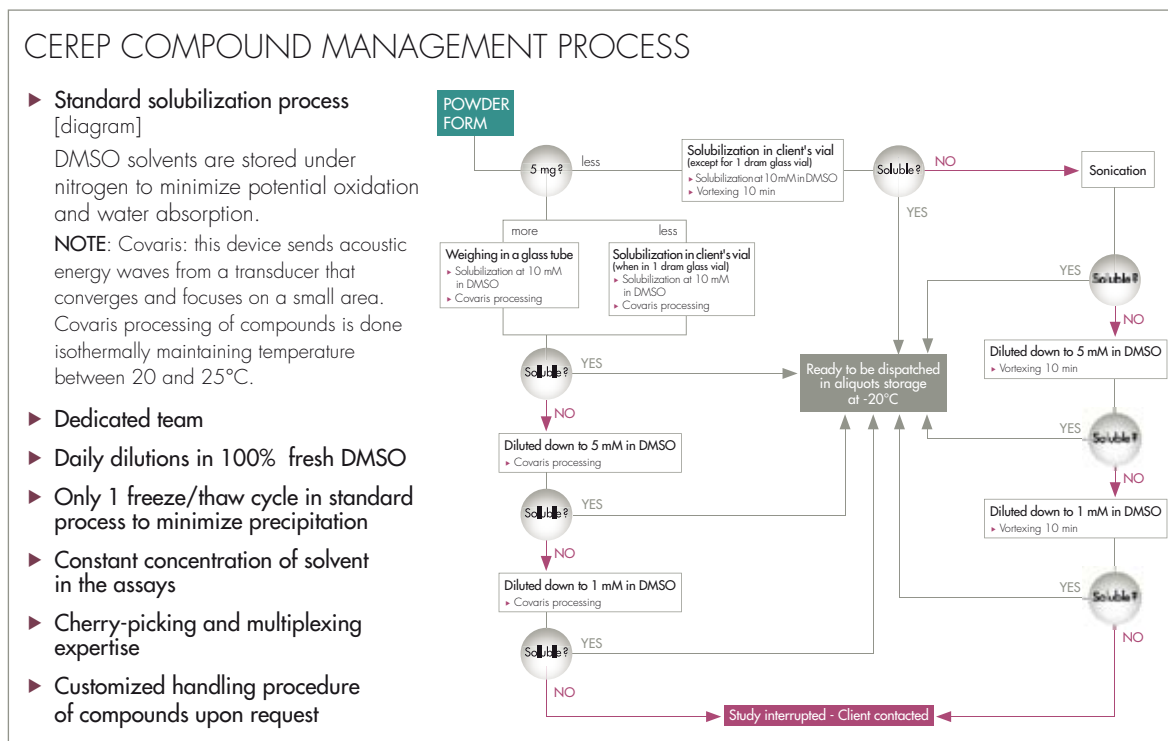 CEREP COMPOUND MANAGEMENT PROCESS
▶ Standard solubilization process
[diagram]
DMSO solvents are stored under
nitrogen to minimize potential oxidation
and water absorption.
NOTE: Covaris: this device sends acoustic
energy waves from a transducer that
converges and focuses on a small area.
Covaris processing of compounds is done
isothermally maintaining temperature
between 20 and 25°C.
▶ Dedicated team
▶ Daily dilutions in 100% fresh DMSO
▶ Only 1 freeze/thaw cycle in standard
process to minimize precipitation
▶ Constant concentration of solvent
in the assays
▶ Cherry-picking and multiplexing
expertise
▶ Customized handling procedure
of compounds upon request
POWDER
FORM
5 mg?
less
Solubilization in client's vial
(except for 1 dram glass vial)
▸ Solubilization at 10 mM in DMSO
▸ Vortexing 10 min
Soluble?
NO
Sonication
YES
more
less
Weighing in a glass tube
▸ Solubilization at 10 mM
in DMSO
▸ Covaris processing
Solubilization in client's vial
(when in 1 dram glass vial)
▸ Solubilization at 10 mM
in DMSO
▸ Covaris processing
YES
Soluble?
NO
Soluble?
YES
Ready to be dispatched
in aliquots storage
at -20°C
Diluted down to 5 mM in DMSO
▸ Vortexing 10 min
NO
YES
Soluble?
Diluted down to 5 mM in DMSO
▸ Covaris processing
NO
Soluble?
YES
Diluted down to 1 mM in DMSO
▸ Vortexing 10 min
NO
Diluted down to 1 mM in DMSO
▸ Covaris processing
YES
Soluble?
Soluble?
YES
NO
NO
Study interrupted - Client contacted